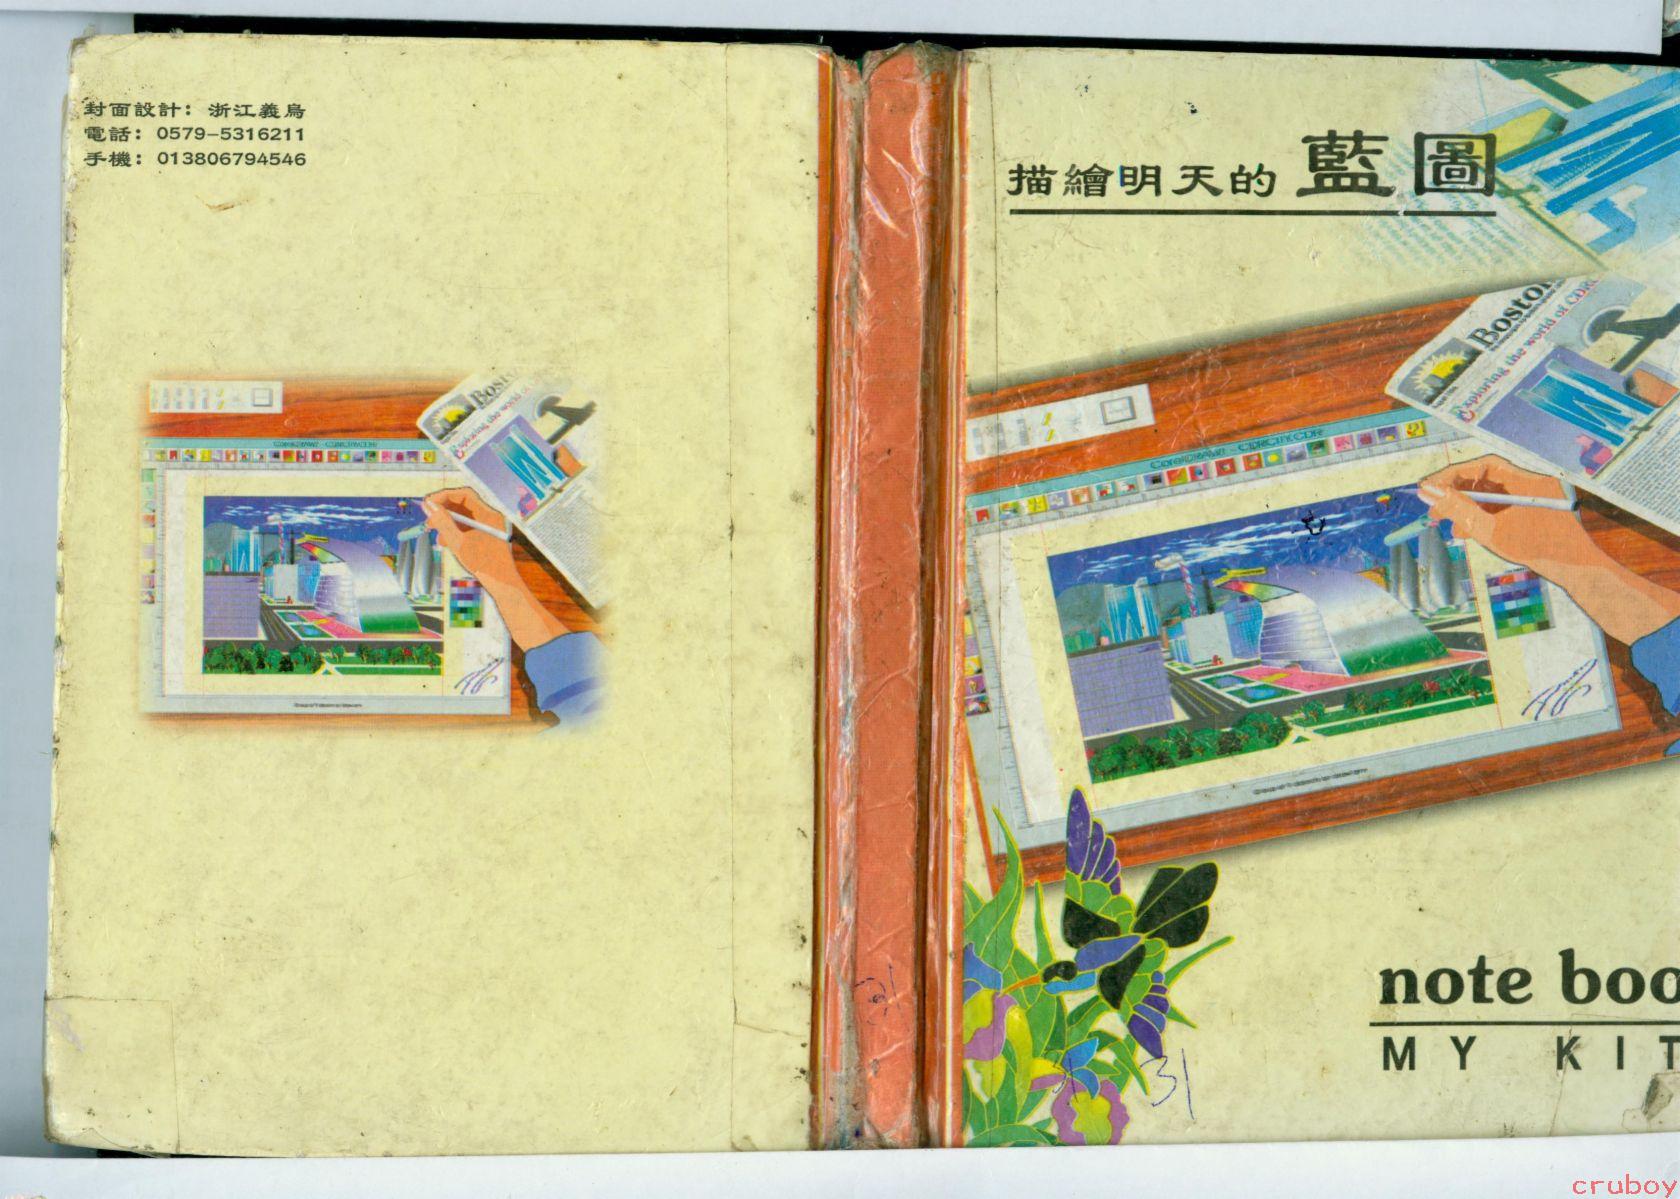 封面設計：浙江義烏
電話：0579-5316211
手機：013806794546
描繪明天的 藍圖
Boston
Exploring the world of CDR
note boo
MY KIT
31
31
cruboy